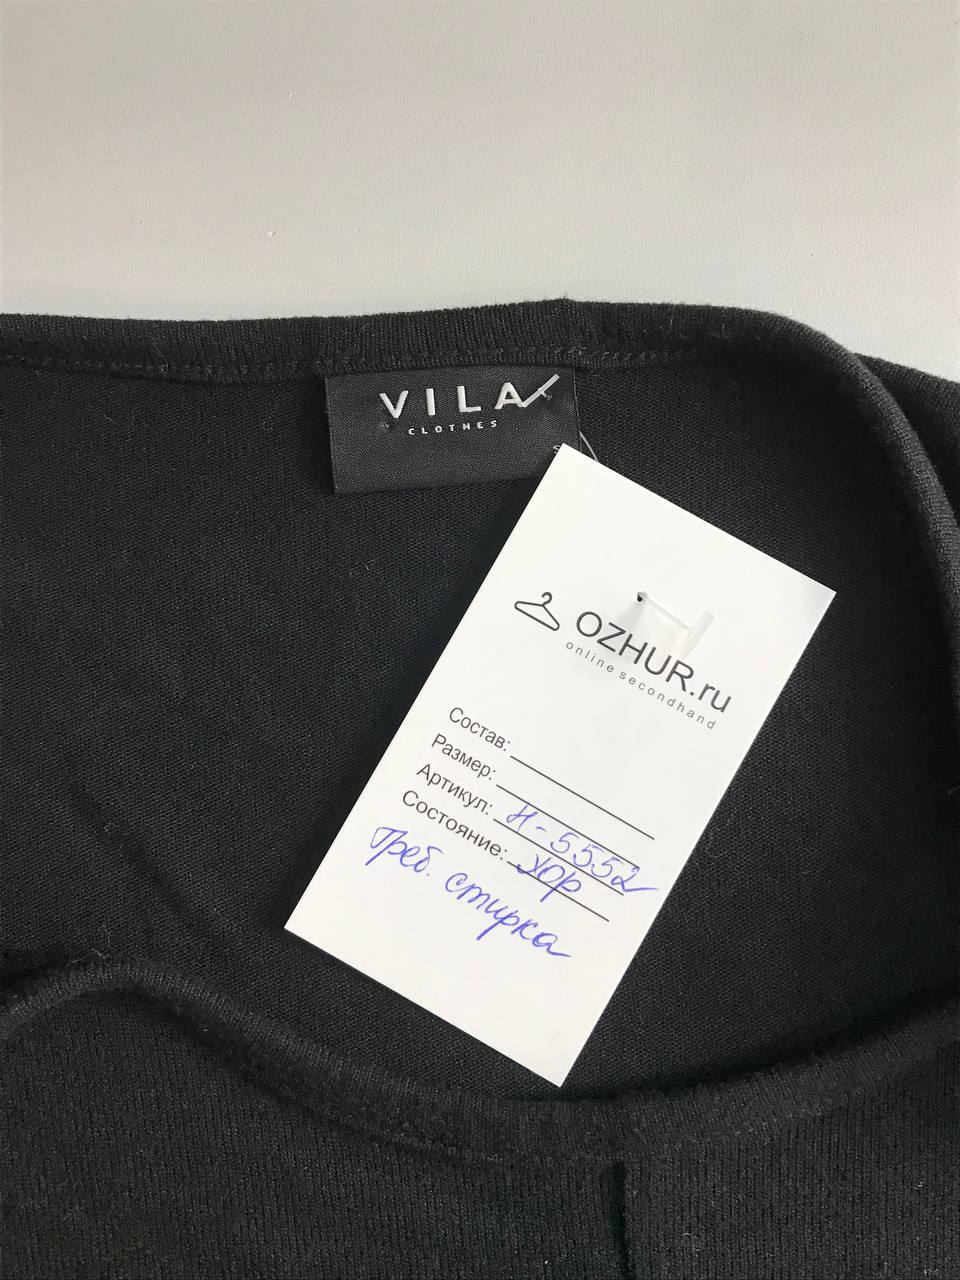 VILA
CLOTHES
S
OZHUR.ru
online secondhand
Состав:
Размер:
Артикул: Н-5552
Состояние: хор
Треб. стирка